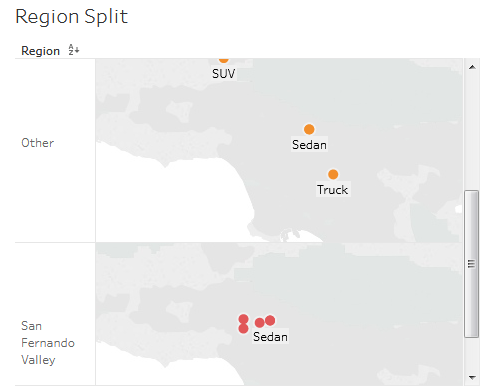 Region Split
Region
SUV
Other
Sedan
Truck
San
Fernando
Valley
Sedan